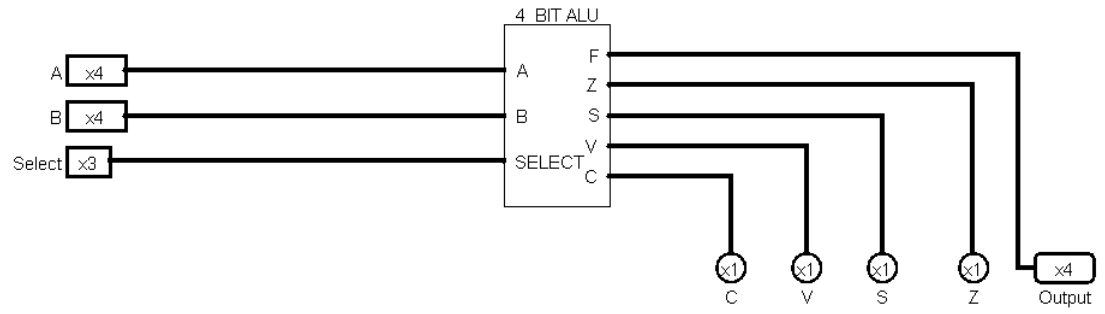 4 BIT ALU
A x4
B x4
Select x3
A
B
SELECT
F
Z
S
V
C
x1
x1
x1
x1
x4
C
V
S
Z
Output